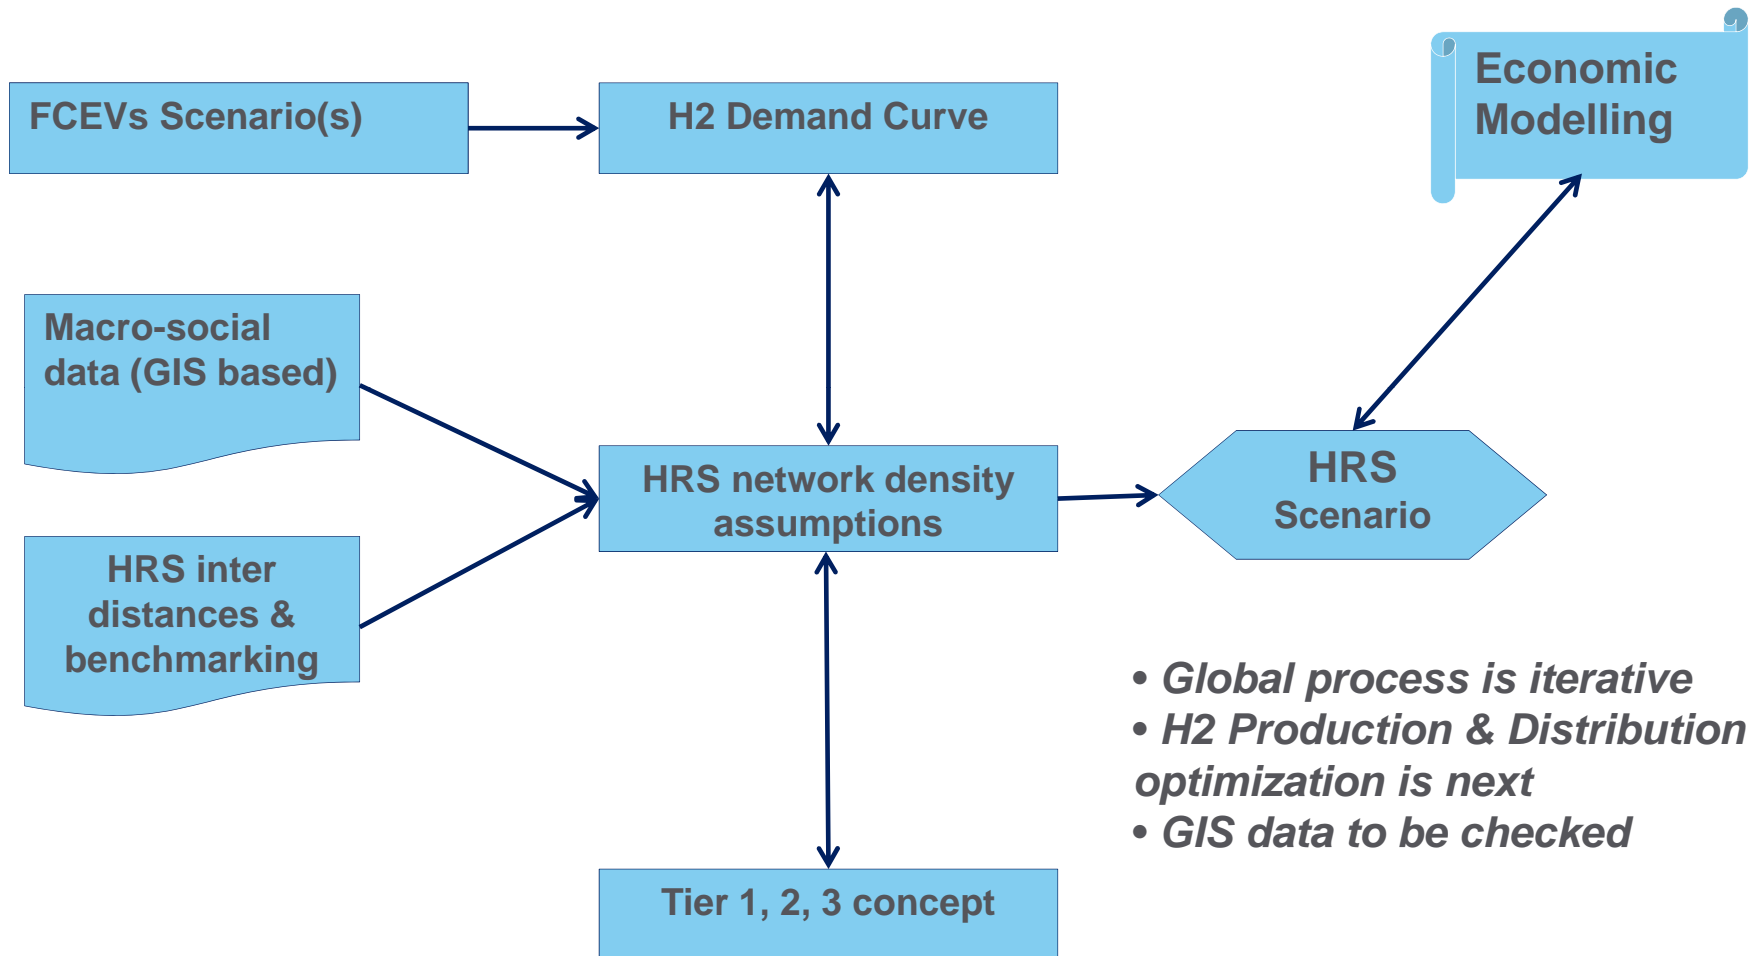 FCEVs Scenario(s)
H2 Demand Curve
Economic
Modelling
Macro-social
data (GIS based)
HRS inter
distances &
benchmarking
HRS network density
assumptions
HRS
Scenario
• Global process is iterative
• H2 Production & Distribution
optimization is next
• GIS data to be checked
Tier 1, 2, 3 concept